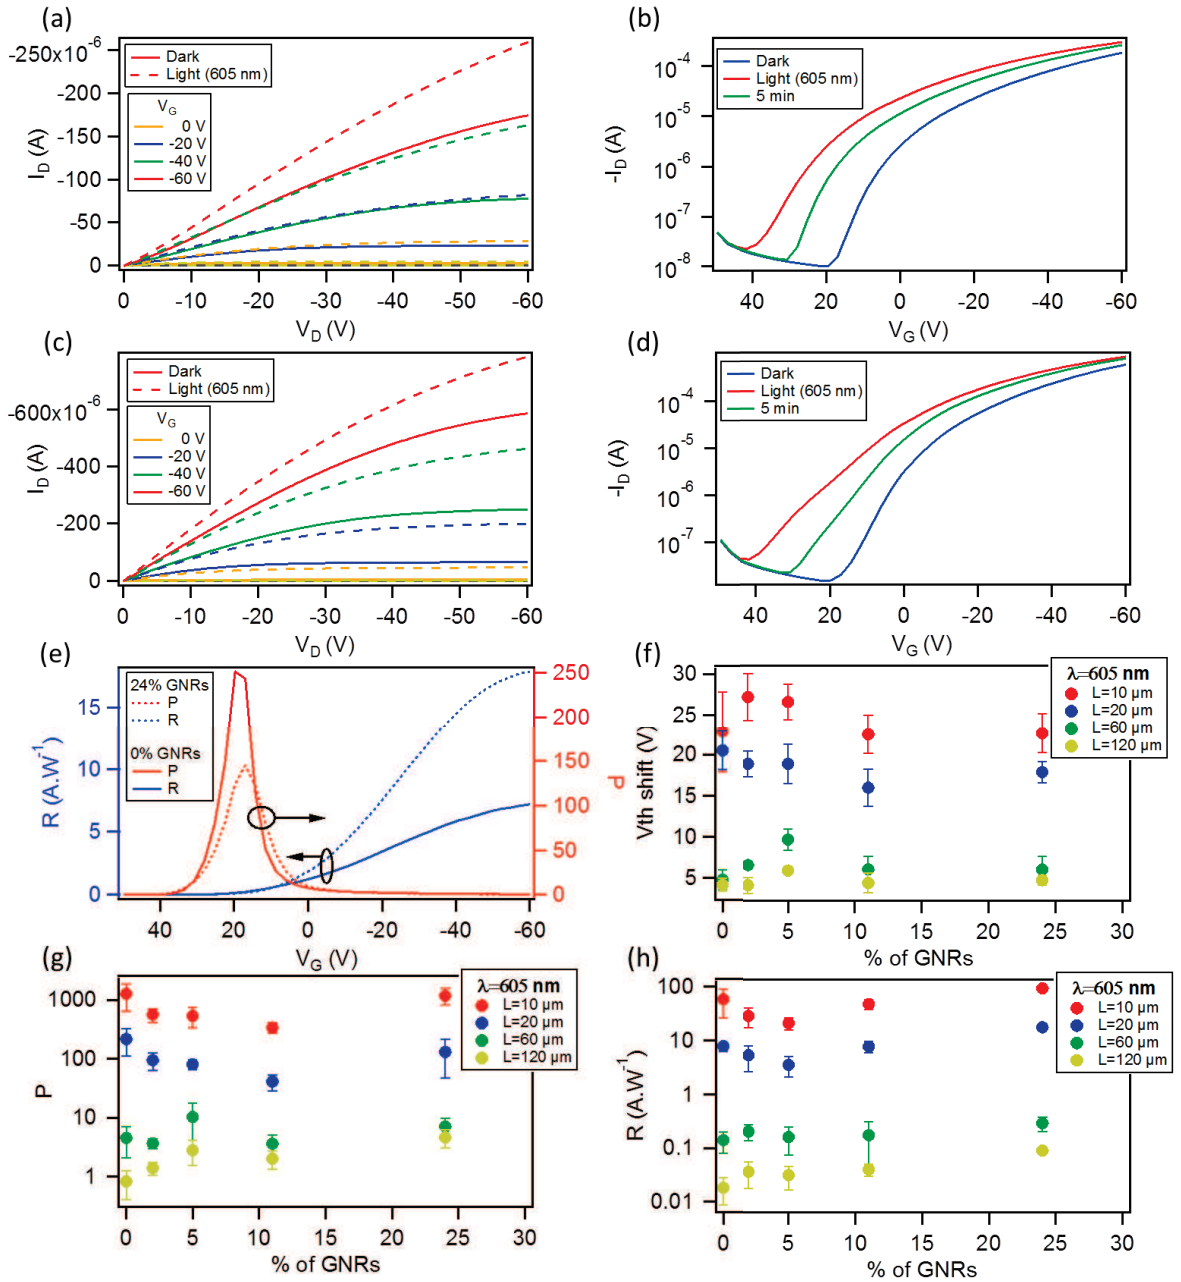 (a)
-250x10⁻⁶
-200
-150
-100
-50
0
I_D (A)
Dark
Light (605 nm)
V_G
0 V
-20 V
-40 V
-60 V
0 -10 -20 -30 -40 -50 -60
V_D (V)
(b)
10⁻⁴
10⁻⁵
10⁻⁶
10⁻⁷
10⁻⁸
-I_D (A)
Dark
Light (605 nm)
5 min
40 20 0 -20 -40 -60
V_G (V)
(c)
-600x10⁻⁶
-400
-200
0
I_D (A)
Dark
Light (605 nm)
V_G
0 V
-20 V
-40 V
-60 V
0 -10 -20 -30 -40 -50 -60
V_D (V)
(d)
10⁻⁴
10⁻⁵
10⁻⁶
10⁻⁷
-I_D (A)
Dark
Light (605 nm)
5 min
40 20 0 -20 -40 -60
V_G (V)
(e)
15
10
5
0
R (A.W⁻¹)
24% GNRs
P
R
0% GNRs
P
R
250
200
150
100
50
0
P
40 20 0 -20 -40 -60
V_G (V)
(f)
30
25
20
15
10
5
Vth shift (V)
λ=605 nm
L=10 µm
L=20 µm
L=60 µm
L=120 µm
0 5 10 15 20 25 30
% of GNRs
(g)
1000
100
10
1
P
λ=605 nm
L=10 µm
L=20 µm
L=60 µm
L=120 µm
0 5 10 15 20 25 30
% of GNRs
(h)
100
10
1
0.1
0.01
R (A.W⁻¹)
λ=605 nm
L=10 µm
L=20 µm
L=60 µm
L=120 µm
0 5 10 15 20 25 30
% of GNRs